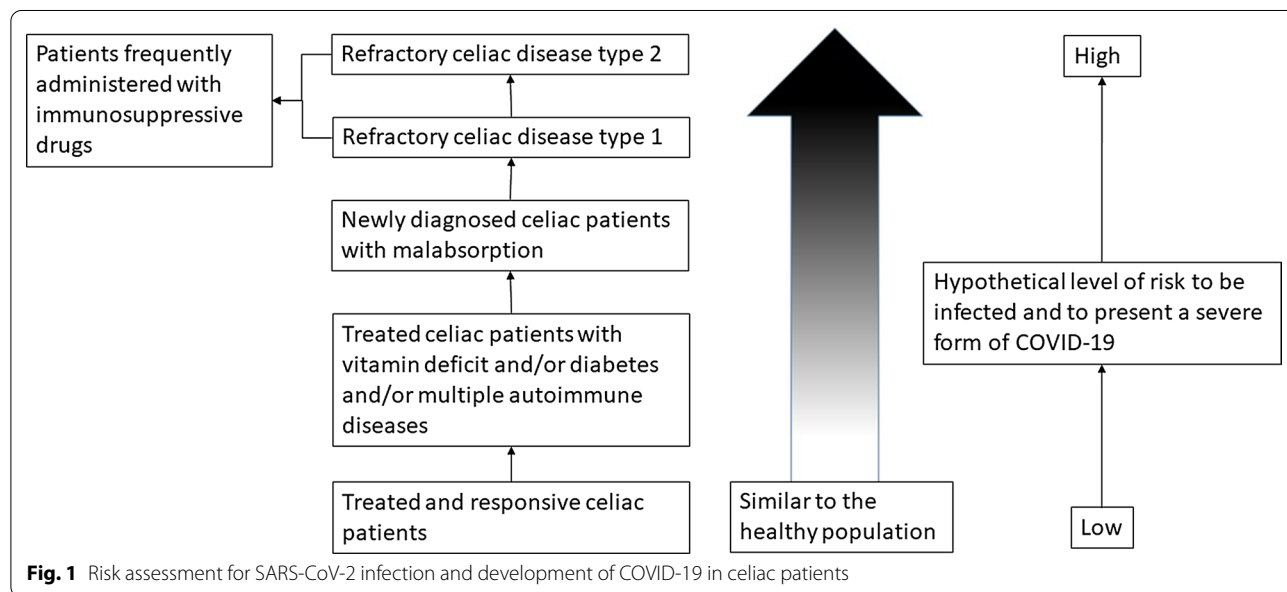 Patients frequently
administered with
immunosuppressive
drugs
Refractory celiac disease type 2
Refractory celiac disease type 1
Newly diagnosed celiac patients
with malabsorption
Treated celiac patients with
vitamin deficit and/or diabetes
and/or multiple autoimmune
diseases
Treated and responsive celiac
patients
Similar to the
healthy population
High
Hypothetical level of risk to be
infected and to present a severe
form of COVID-19
Low
Fig. 1 Risk assessment for SARS-CoV-2 infection and development of COVID-19 in celiac patients